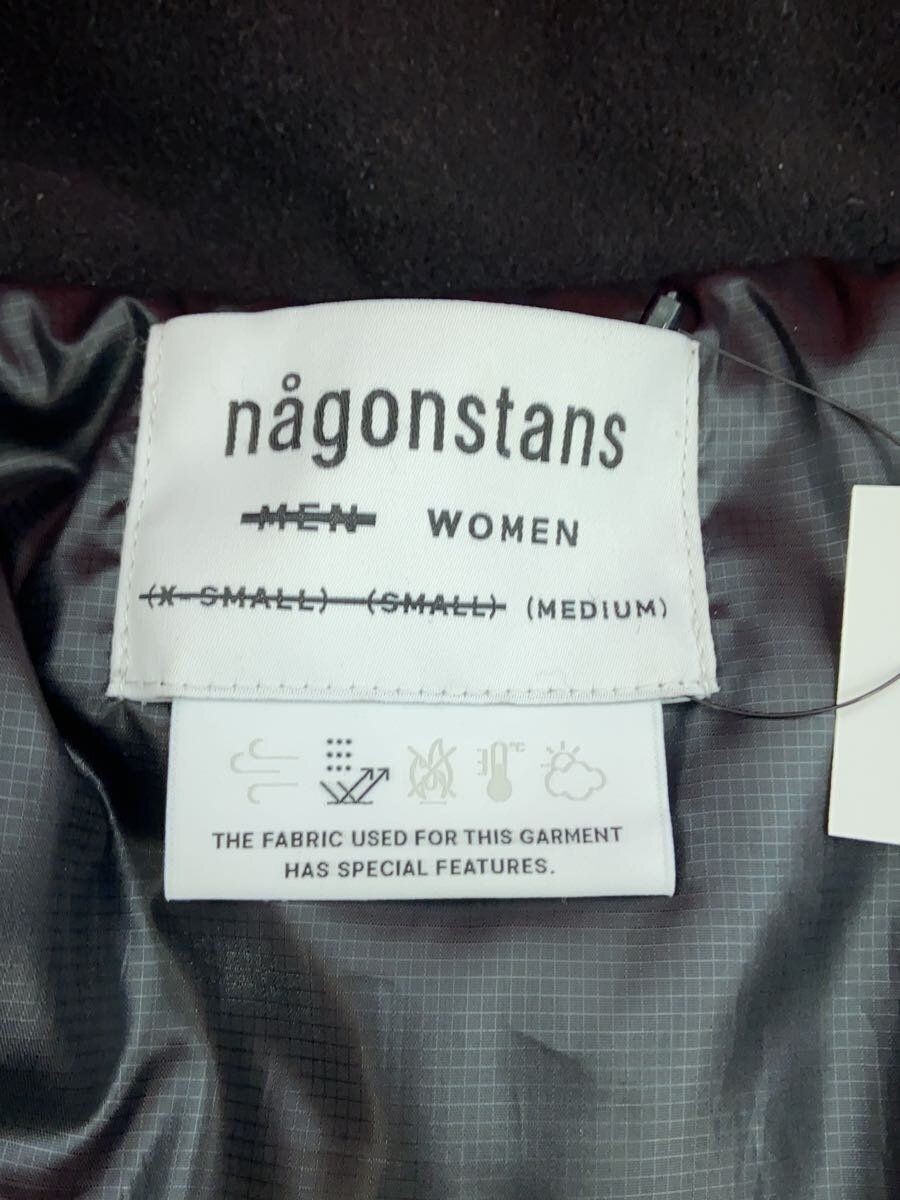 någonstans
MEN WOMEN
(X-SMALL) (SMALL) (MEDIUM)
°C
THE FABRIC USED FOR THIS GARMENT
HAS SPECIAL FEATURES.